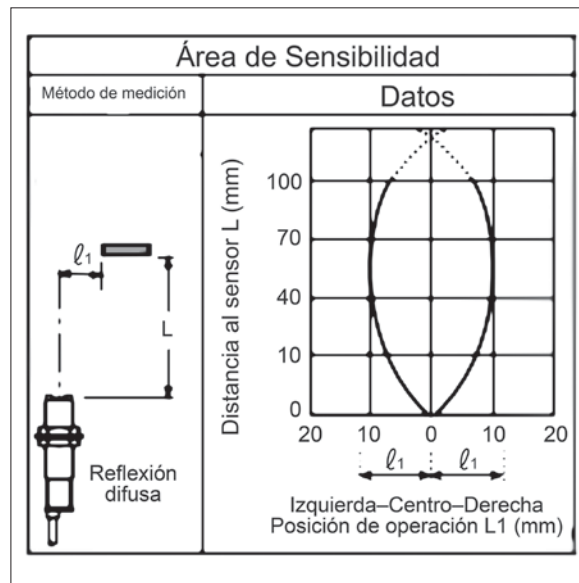 Área de Sensibilidad
Método de medición
Datos
ℓ1
L
Reflexión
difusa
Distancia al sensor L (mm)
100
70
40
10
0
20 10 0 10 20
ℓ1 ℓ1
Izquierda–Centro–Derecha
Posición de operación L1 (mm)